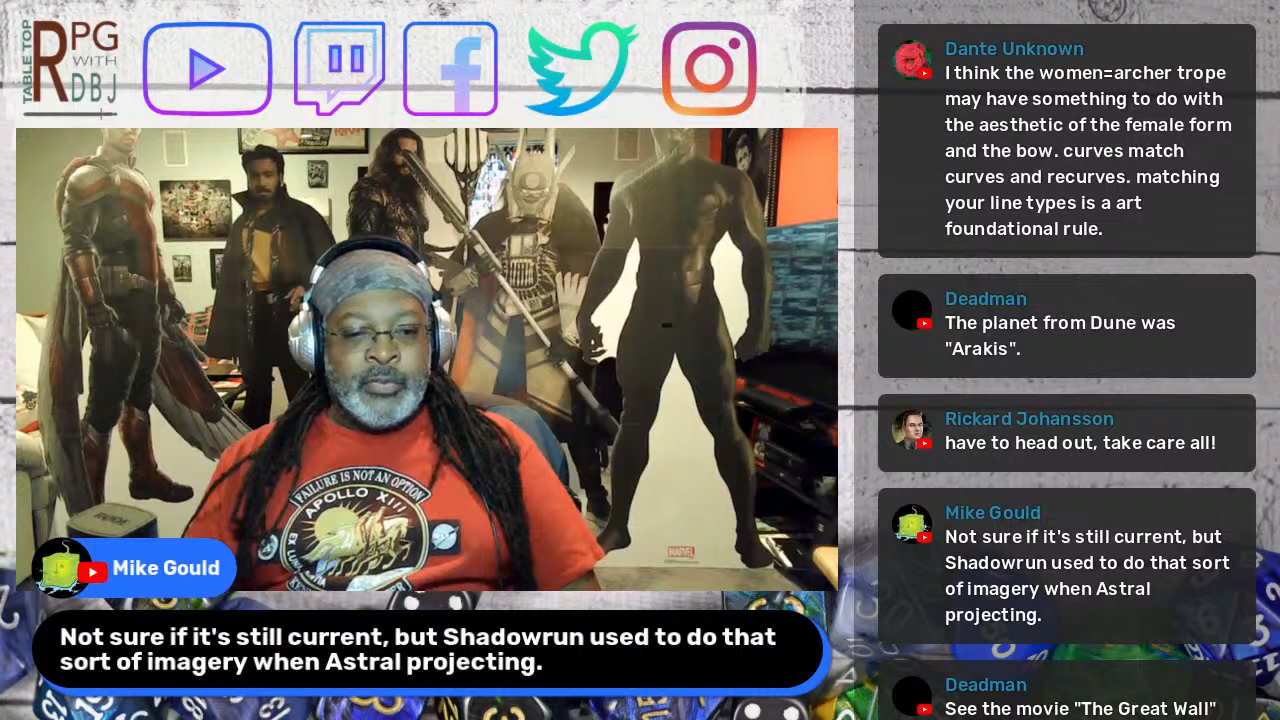 TABLE TOP
RPG
WITH
DBJ
FAILURE IS NOT AN OPTION
APOLLO XIII
MARVEL
Mike Gould
Not sure if it's still current, but Shadowrun used to do that
sort of imagery when Astral projecting.
Dante Unknown
I think the women=archer trope
may have something to do with
the aesthetic of the female form
and the bow. curves match
curves and recurves. matching
your line types is a art
foundational rule.
Deadman
The planet from Dune was
"Arakis".
Rickard Johansson
have to head out, take care all!
Mike Gould
Not sure if it's still current, but
Shadowrun used to do that sort
of imagery when Astral
projecting.
Deadman
See the movie "The Great Wall"